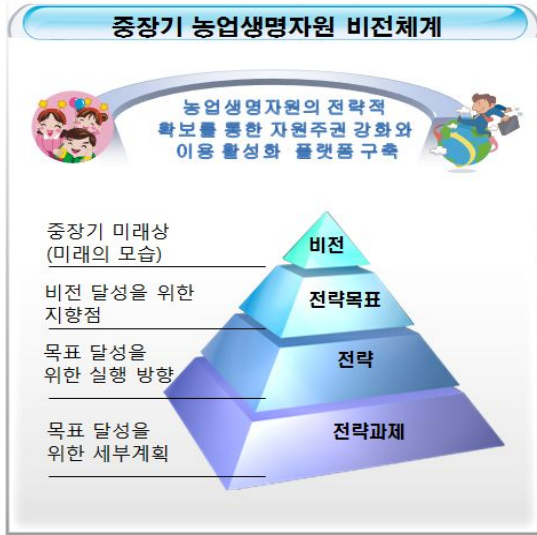 중장기 농업생명자원 비전체계
농업생명자원의 전략적
확보를 통한 자원주권 강화와
이용 활성화 플랫폼 구축
중장기 미래상
(미래의 모습)
비전
비전 달성을 위한
지향점
전략목표
목표 달성을
위한 실행 방향
전략
목표 달성을
위한 세부계획
전략과제